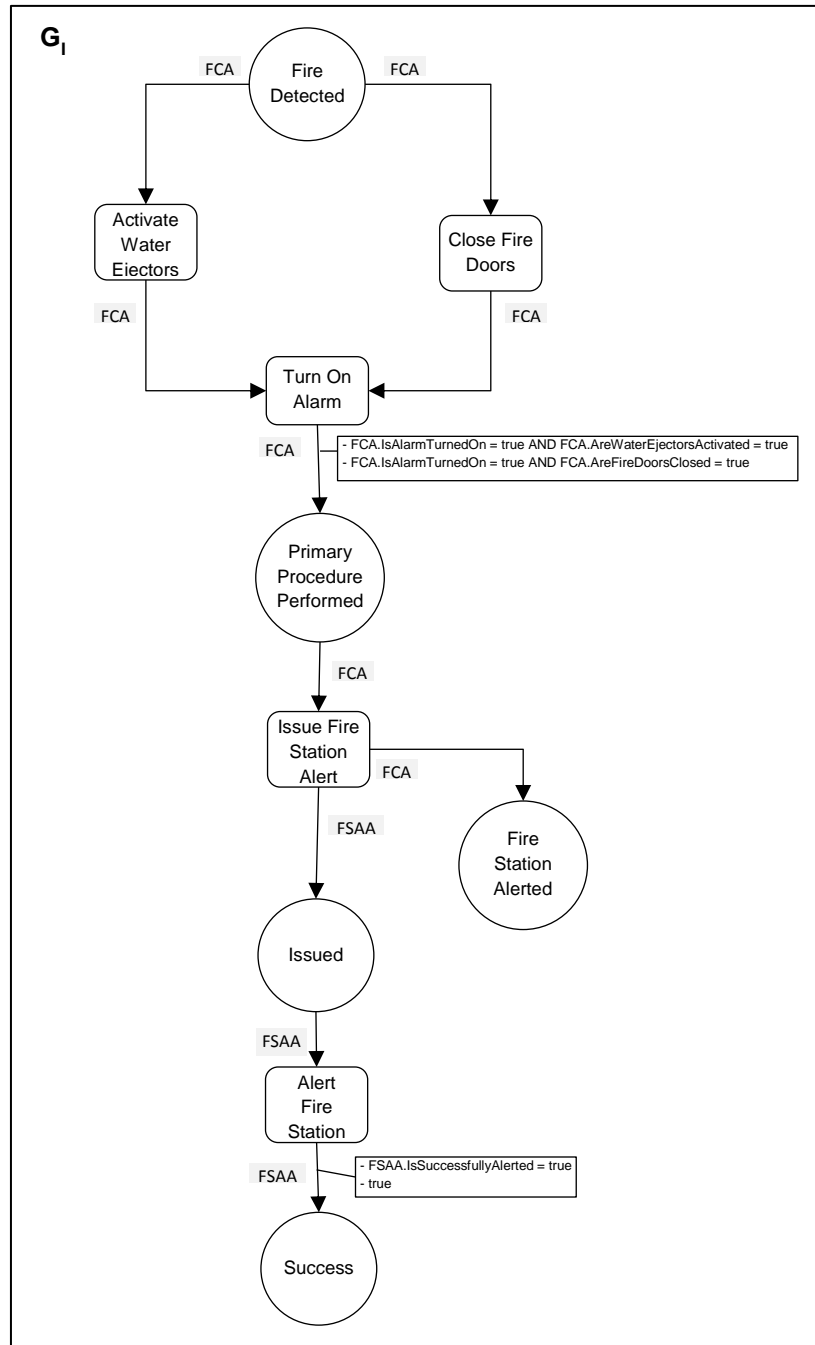 G_I
FCA
Fire
Detected
FCA
Activate
Water
Eiectors
Close Fire
Doors
FCA
FCA
Turn On
Alarm
FCA
- FCA.IsAlarmTurnedOn = true AND FCA.AreWaterEjectorsActivated = true
- FCA.IsAlarmTurnedOn = true AND FCA.AreFireDoorsClosed = true
Primary
Procedure
Performed
FCA
Issue Fire
Station
Alert
FCA
FSAA
Fire
Station
Alerted
Issued
FSAA
Alert
Fire
Station
FSAA
- FSAA.IsSuccessfullyAlerted = true
- true
Success